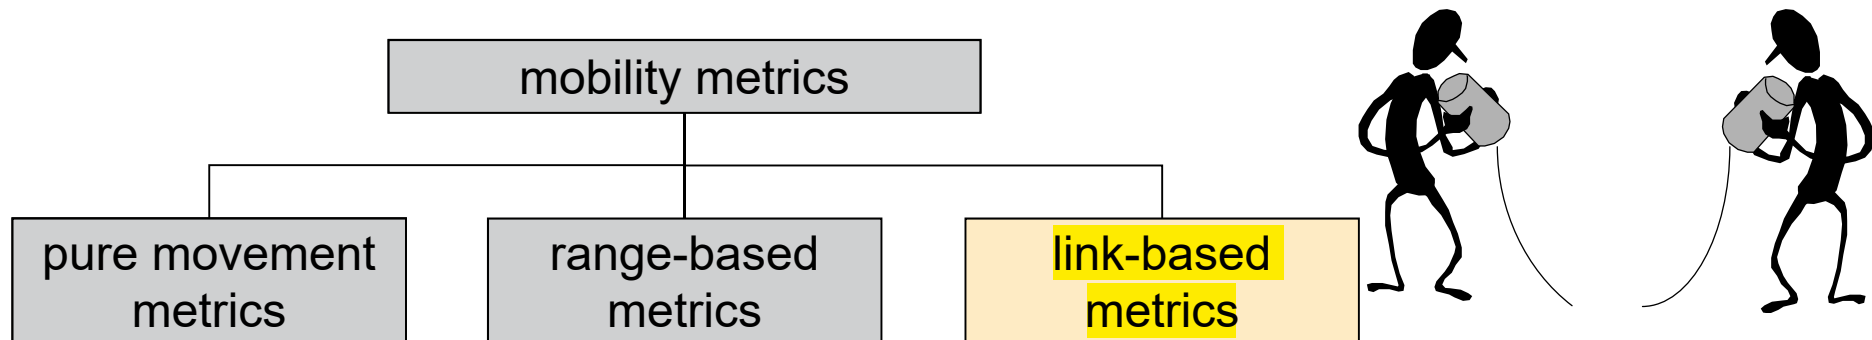 mobility metrics
pure movement
metrics
range-based
metrics
link-based
metrics